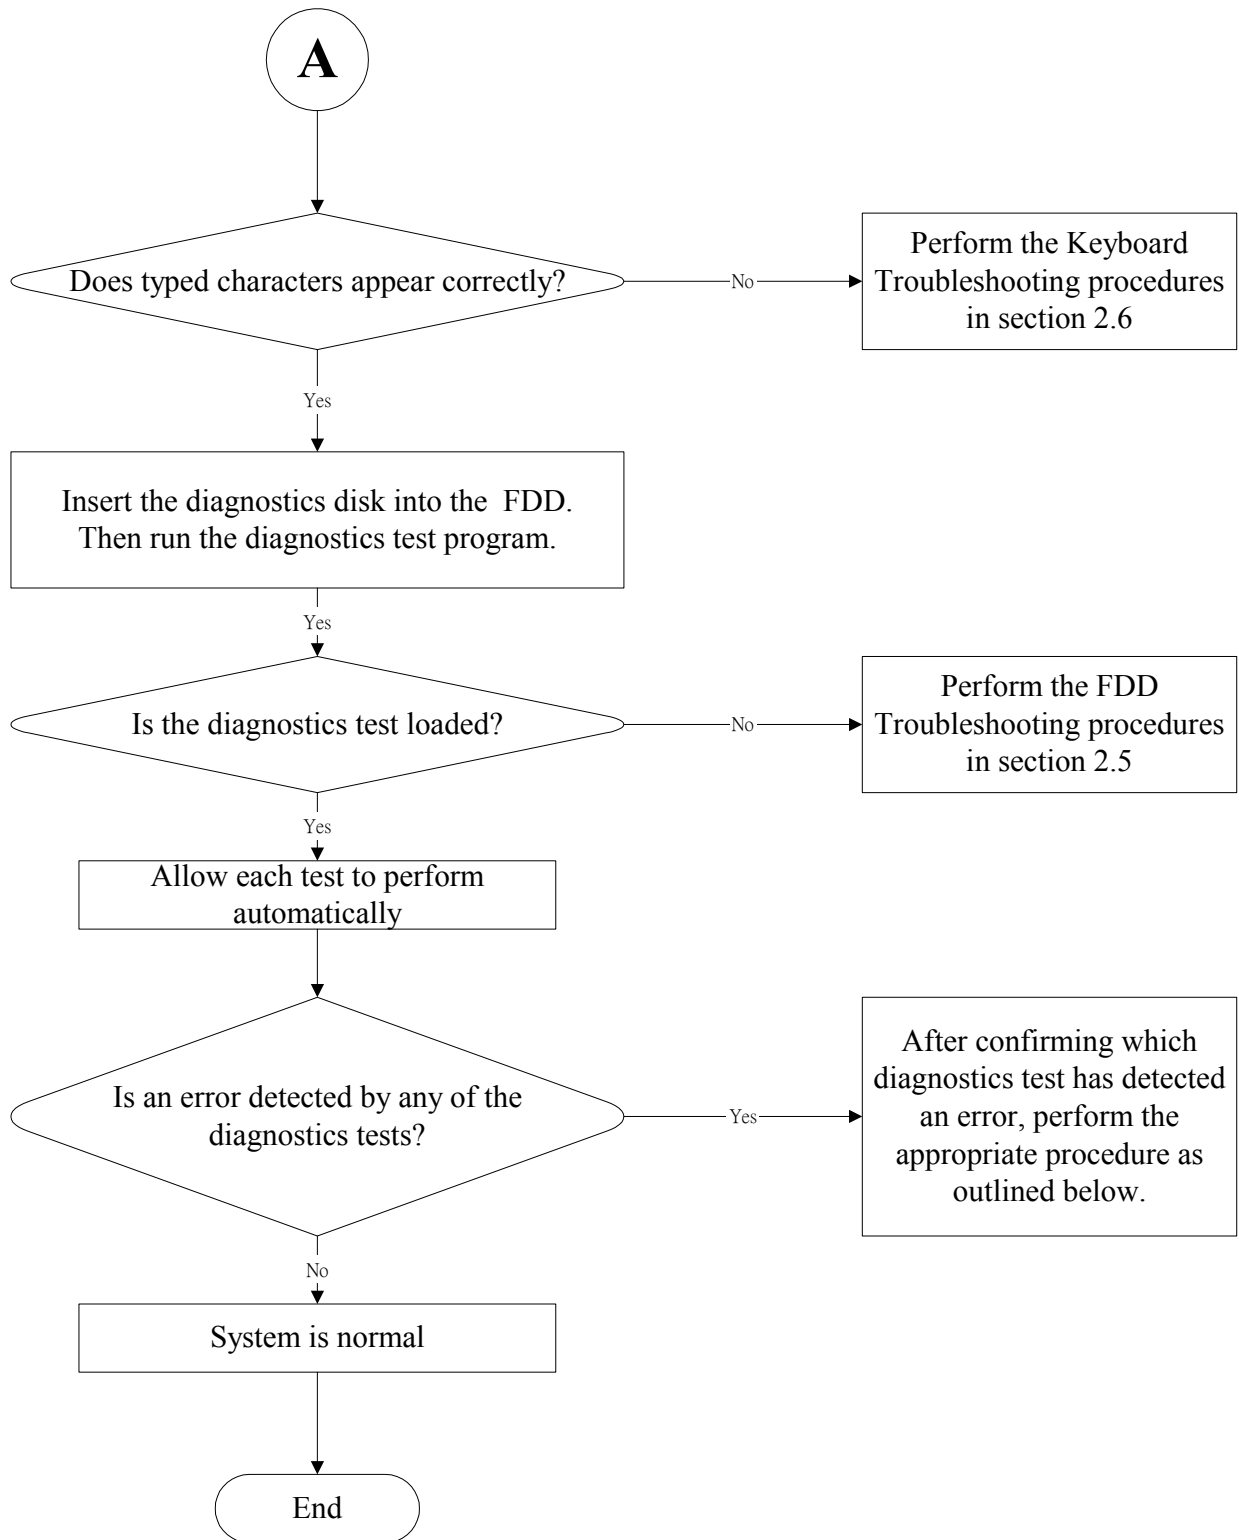 A
Does typed characters appear correctly?
No
Perform the Keyboard
Troubleshooting procedures
in section 2.6
Yes
Insert the diagnostics disk into the  FDD.
Then run the diagnostics test program.
Yes
Is the diagnostics test loaded?
No
Perform the FDD
Troubleshooting procedures
in section 2.5
Yes
Allow each test to perform
automatically
Is an error detected by any of the
diagnostics tests?
Yes
After confirming which
diagnostics test has detected
an error, perform the
appropriate procedure as
outlined below.
No
System is normal
End